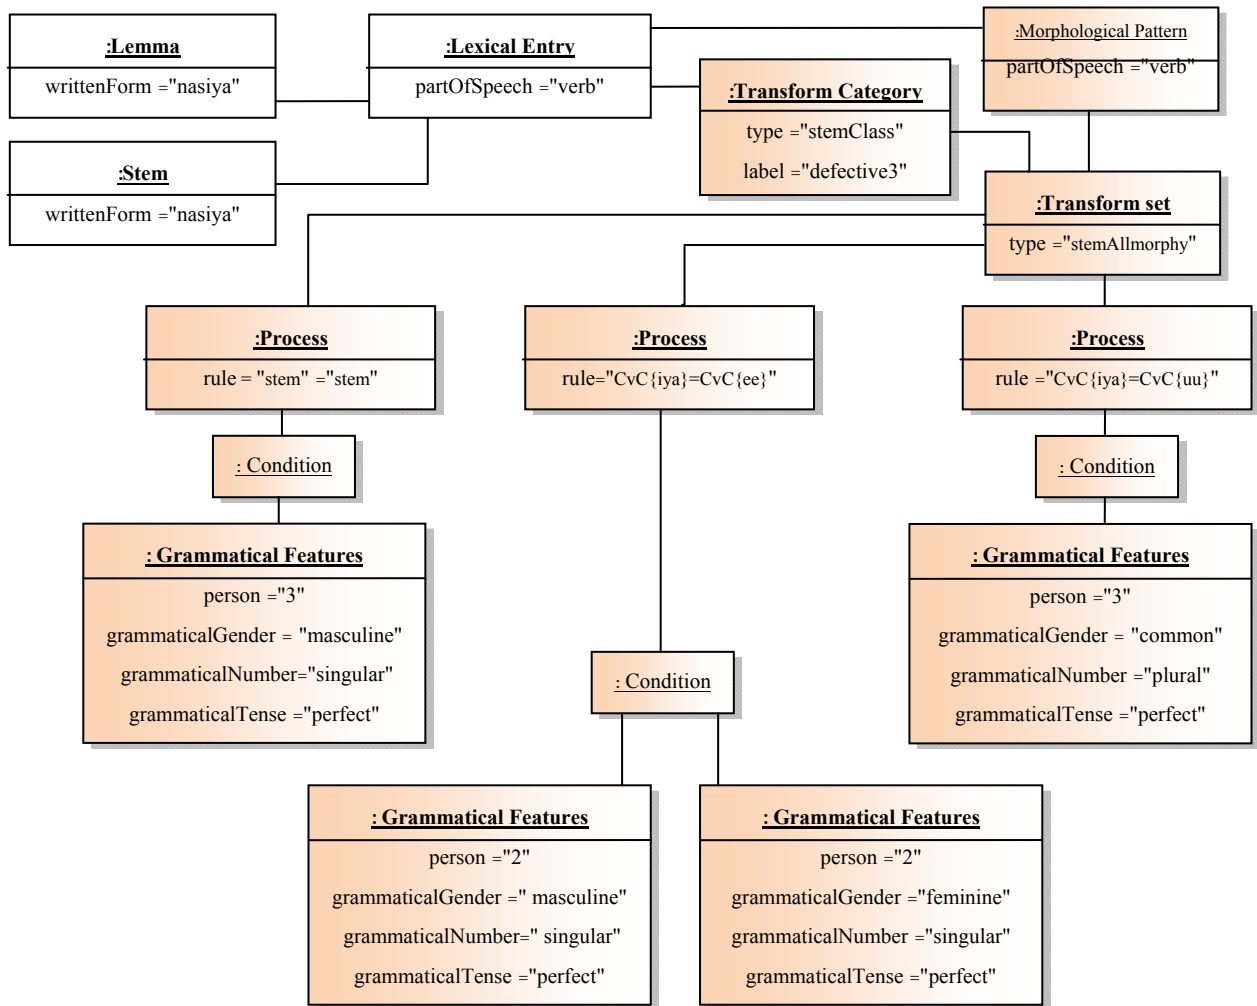 :Lemma
writtenForm ="nasiya"
:Lexical Entry
partOfSpeech ="verb"
:Morphological Pattern
partOfSpeech ="verb"
:Transform Category
type ="stemClass"
label ="defective3"
:Stem
writtenForm ="nasiya"
:Transform set
type ="stemAllmorphy"
:Process
rule = "stem" ="stem"
:Process
rule="CvC{iya}=CvC{ee}"
:Process
rule ="CvC{iya}=CvC{uu}"
: Condition
: Condition
: Grammatical Features
person ="3"
grammaticalGender = "masculine"
grammaticalNumber="singular"
grammaticalTense ="perfect"
: Grammatical Features
person ="3"
grammaticalGender = "common"
grammaticalNumber ="plural"
grammaticalTense ="perfect"
: Condition
: Grammatical Features
person ="2"
grammaticalGender =" masculine"
grammaticalNumber=" singular"
grammaticalTense ="perfect"
: Grammatical Features
person ="2"
grammaticalGender ="feminine"
grammaticalNumber ="singular"
grammaticalTense ="perfect"